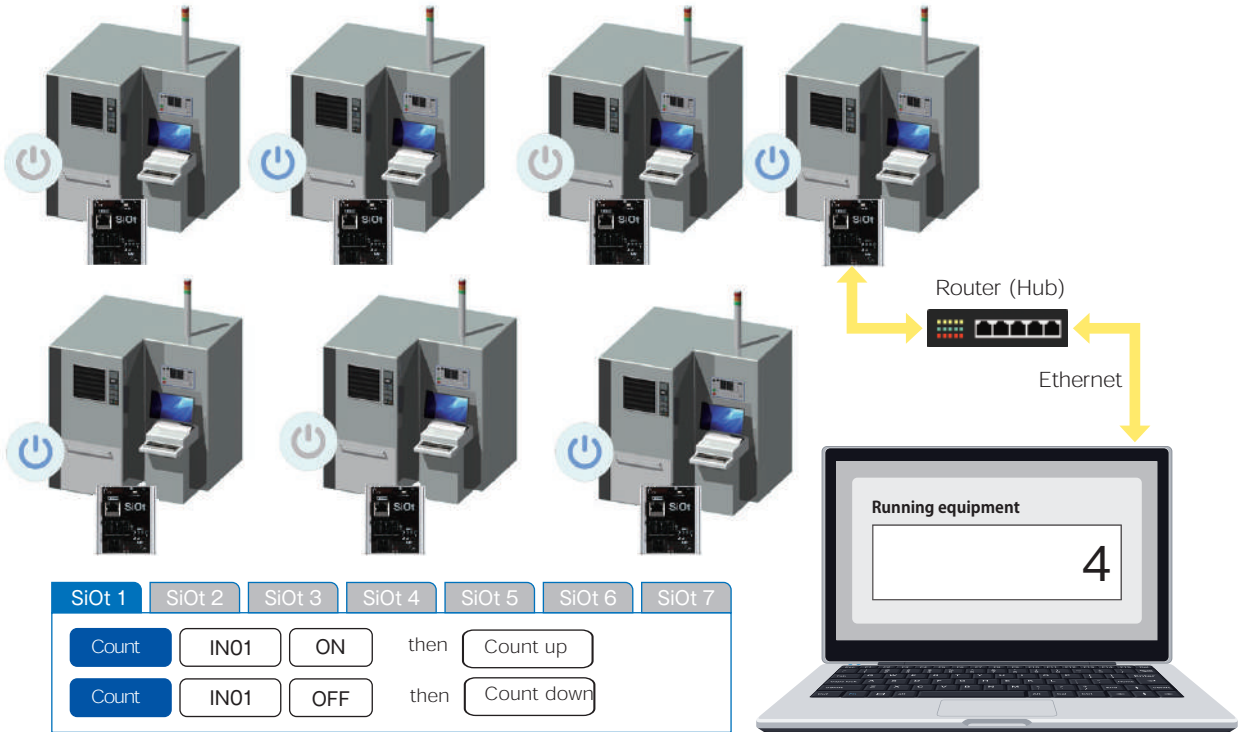 SiOt
SiOt
SiOt
SiOt
Router (Hub)
Ethernet
SiOt
SiOt
SiOt
Running equipment
4
SiOt 1 SiOt 2 SiOt 3 SiOt 4 SiOt 5 SiOt 6 SiOt 7
Count IN01 ON then Count up
Count IN01 OFF then Count down